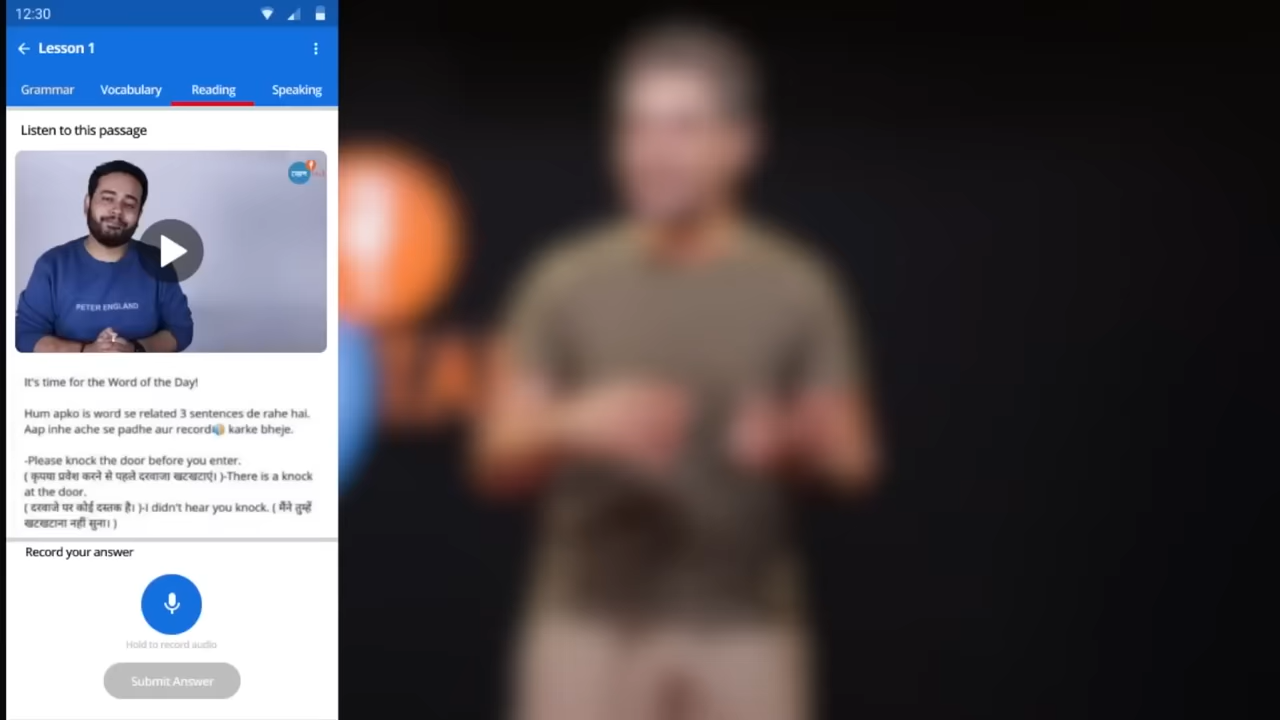 12:30
Lesson 1
Grammar Vocabulary Reading Speaking
Listen to this passage
PETER ENGLAND
It's time for the Word of the Day!
Hum apko is word se related 3 sentences de rahe hai.
Aap inhe ache se padhe aur record karke bheje.
-Please knock the door before you enter.
( कृपया प्रवेश करने से पहले दरवाजा खटखटाएं। )-There is a knock
at the door.
( दरवाजे पर कोई दस्तक है। )-I didn't hear you knock. ( मैंने तुम्हें
खटखटाना नहीं सुना। )
Record your answer
Hold to record audio
Submit Answer